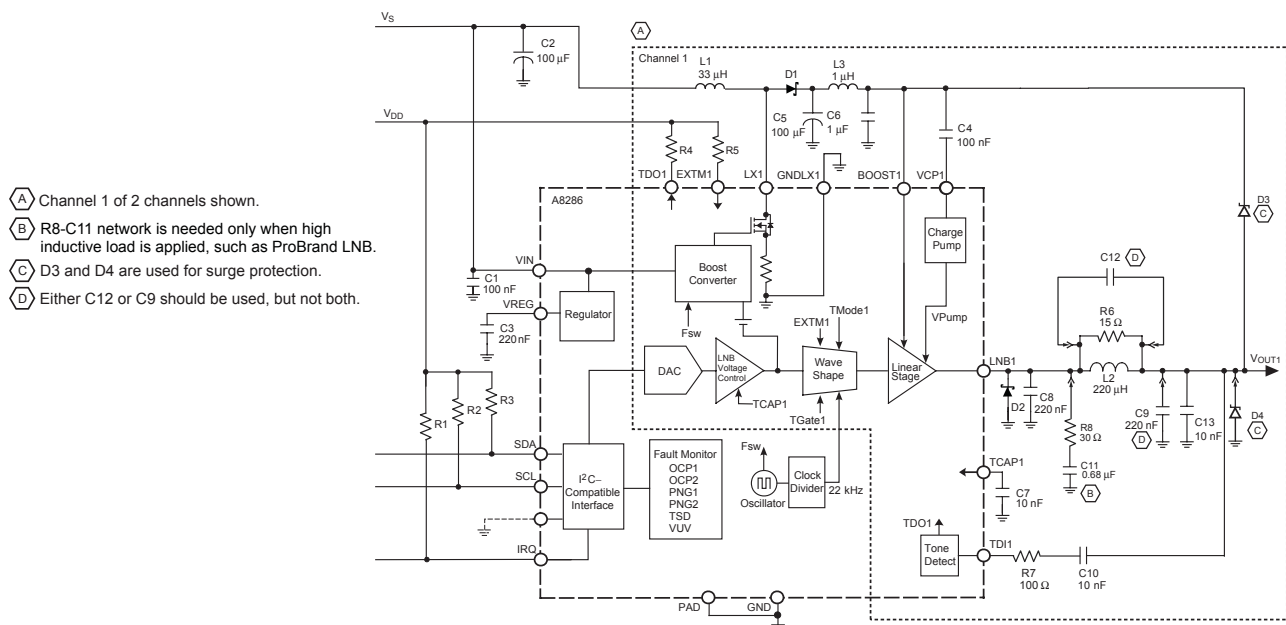 A Channel 1 of 2 channels shown.
B R8-C11 network is needed only when high
inductive load is applied, such as ProBrand LNB.
C D3 and D4 are used for surge protection.
D Either C12 or C9 should be used, but not both.
VS
C2
100 μF
A
Channel 1
L1
33 μH
D1
L3
1 μH
C5
100 μF
C6
1 μF
C4
100 nF
VDD
R4
R5
TDO1
EXTM1
LX1
GNDLX1
BOOST1
VCP1
D3
C
A8286
VIN
C1
100 nF
VREG
C3
220 nF
Regulator
Boost
Converter
Fsw
Charge
Pump
VPump
C12
D
R6
15 Ω
DAC
LNB
Voltage
Control
TCAP1
EXTM1
TMode1
Wave
Shape
TGate1
Linear
Stage
LNB1
L2
220 μH
VOUT1
D2
C8
220 nF
R8
30 Ω
C11
0.68 μF
B
C9
220 nF
D
C13
10 nF
D4
C
R1
R2
R3
SDA
SCL
IRQ
I2C–
Compatible
Interface
Fault Monitor
OCP1
OCP2
PNG1
PNG2
TSD
VUV
Fsw
Oscillator
Clock
Divider
22 kHz
TCAP1
C7
10 nF
TDO1
Tone
Detect
TDI1
R7
100 Ω
C10
10 nF
PAD
GND